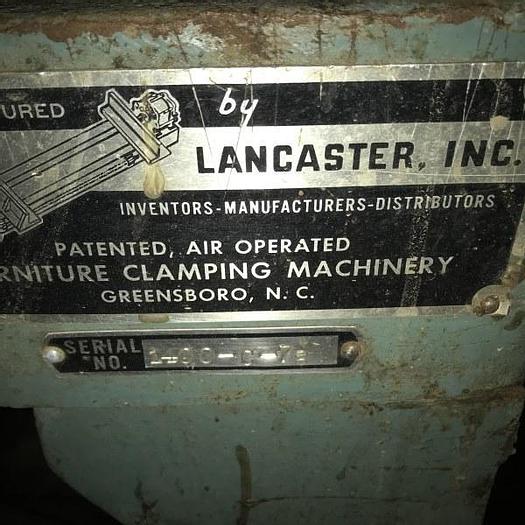 URED by
LANCASTER, INC.
INVENTORS-MANUFACTURERS-DISTRIBUTORS
PATENTED, AIR OPERATED
RNITURE CLAMPING MACHINERY
GREENSBORO, N. C.
SERIAL
NO.